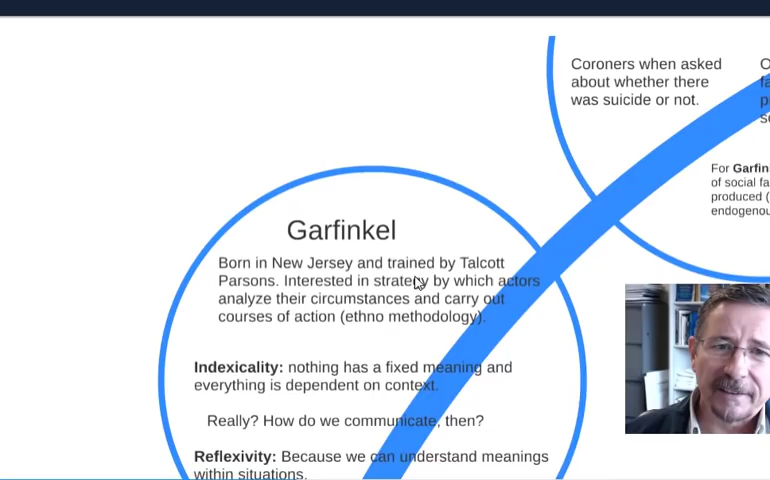 Coroners when asked
about whether there
was suicide or not.
For Garfin
of social fa
produced (
endogenou
Garfinkel
Born in New Jersey and trained by Talcott
Parsons. Interested in strategy by which actors
analyze their circumstances and carry out
courses of action (ethno methodology).
Indexicality: nothing has a fixed meaning and
everything is dependent on context.
Really? How do we communicate, then?
Reflexivity: Because we can understand meanings
within situations.